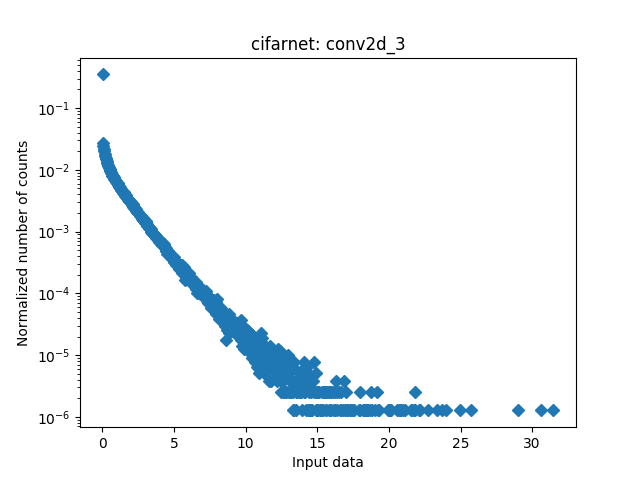 cifarnet: conv2d_3
Normalized number of counts
10⁻¹
10⁻²
10⁻³
10⁻⁴
10⁻⁵
10⁻⁶
0 5 10 15 20 25 30
Input data